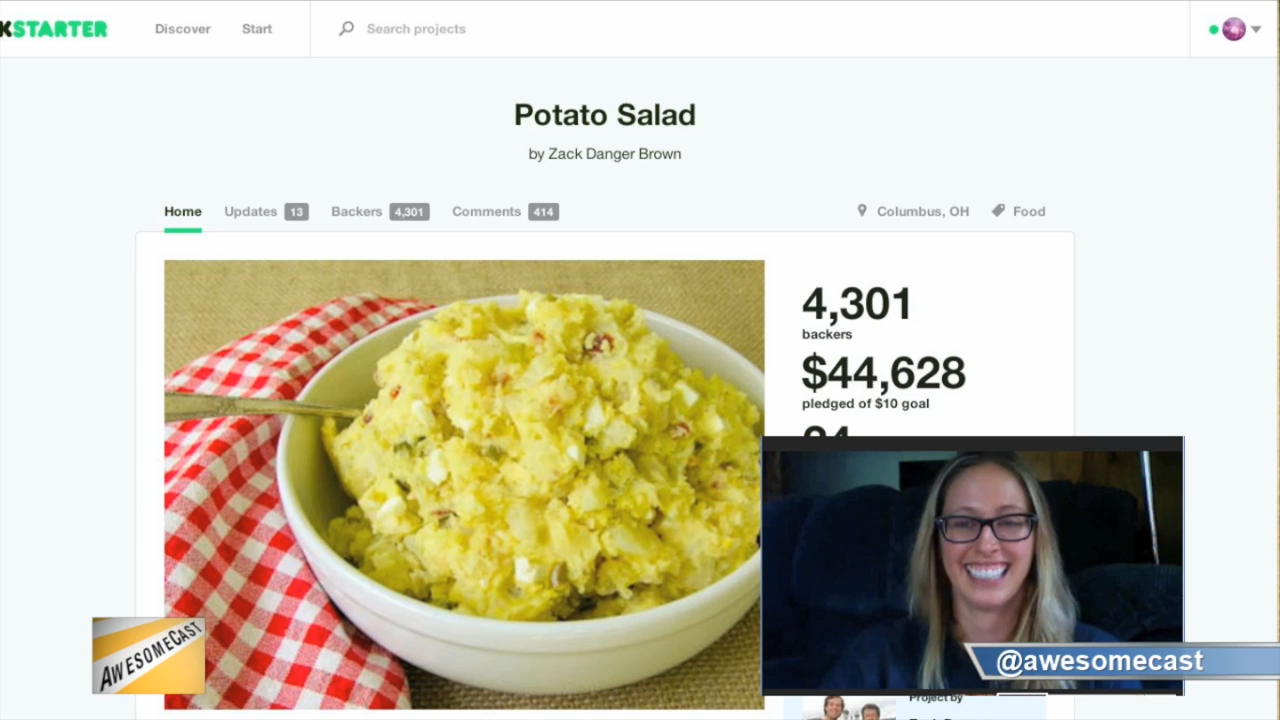 KSTARTER
Discover
Start
Search projects
Potato Salad
by Zack Danger Brown
Home
Updates 13
Backers 4,301
Comments 414
Columbus, OH
Food
4,301
backers
$44,628
pledged of $10 goal
AWESOMECAST
@awesomecast
Project by